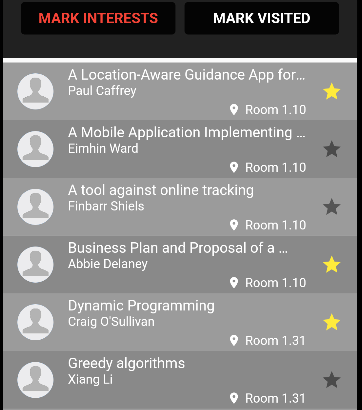 MARK INTERESTS
MARK VISITED
A Location-Aware Guidance App for...
Paul Caffrey
Room 1.10
A Mobile Application Implementing ...
Eimhin Ward
Room 1.10
A tool against online tracking
Finbarr Shiels
Room 1.10
Business Plan and Proposal of a ...
Abbie Delaney
Room 1.10
Dynamic Programming
Craig O'Sullivan
Room 1.31
Greedy algorithms
Xiang Li
Room 1.31